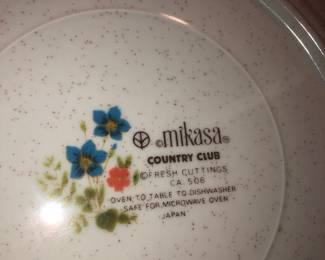 © mikasa ®
COUNTRY CLUB
© FRESH CUTTINGS
CA 506
OVEN TO TABLE TO DISHWASHER
SAFE FOR MICROWAVE OVEN
JAPAN